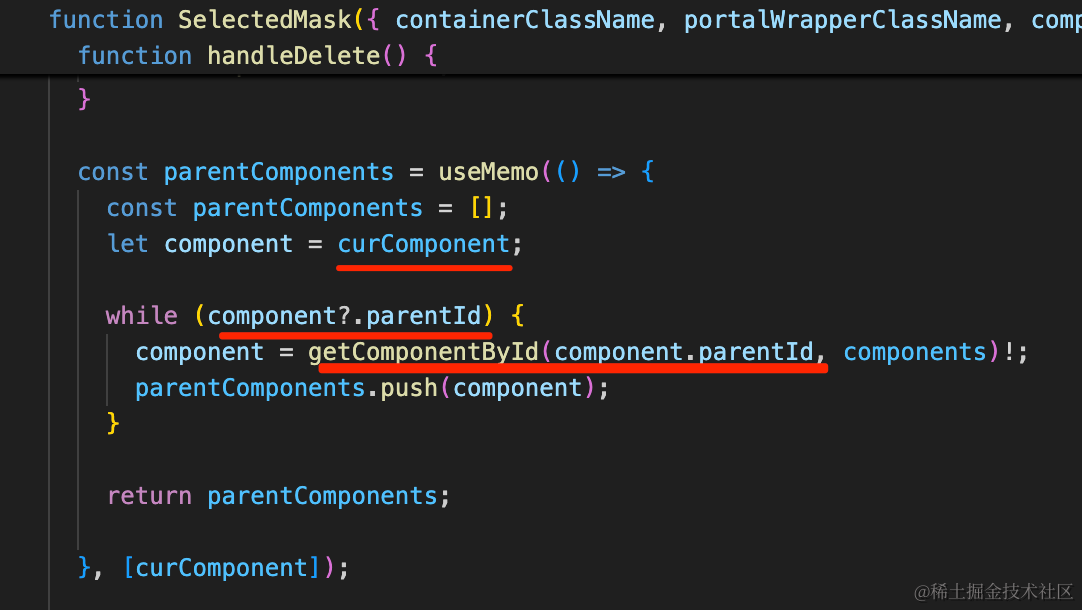 function SelectedMask({ containerClassName, portalWrapperClassName, comp
function handleDelete() {
}
const parentComponents = useMemo(() => {
const parentComponents = [];
let component = curComponent;
while (component?.parentId) {
component = getComponentById(component.parentId, components)!;
parentComponents.push(component);
}
return parentComponents;
}, [curComponent]);
@稀土掘金技术社区